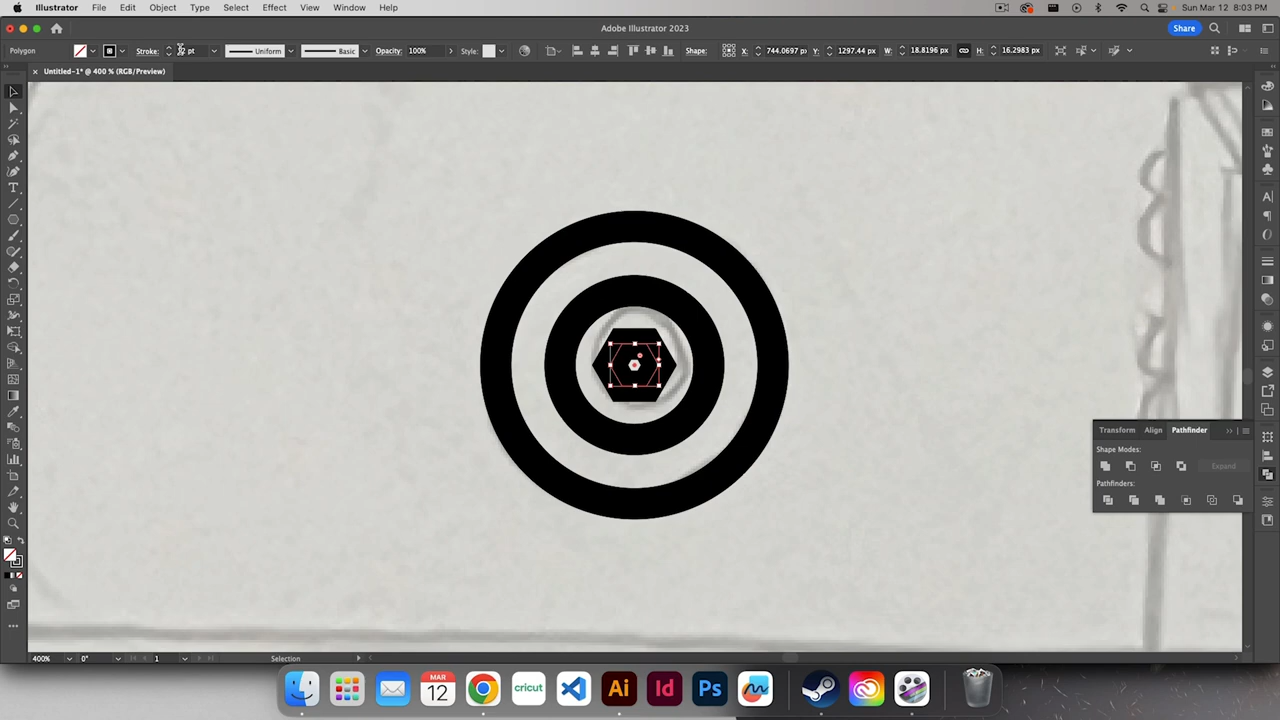 Illustrator File Edit Object Type Select Effect View Window Help Sun Mar 12 8:03 PM
Adobe Illustrator 2023 Share
Polygon Stroke: pt Uniform Basic Opacity: 100% Style: Shape: X: 744.0697 px Y: 1297.44 px W: 18.8196 px H: 16.2983 px
× Untitled-1* @ 400 % (RGB/Preview)
Transform Align Pathfinder
Shape Modes:
Expand
Pathfinders:
400% 0° 1 Selection
MAR
12
cricut
Ai Id Ps